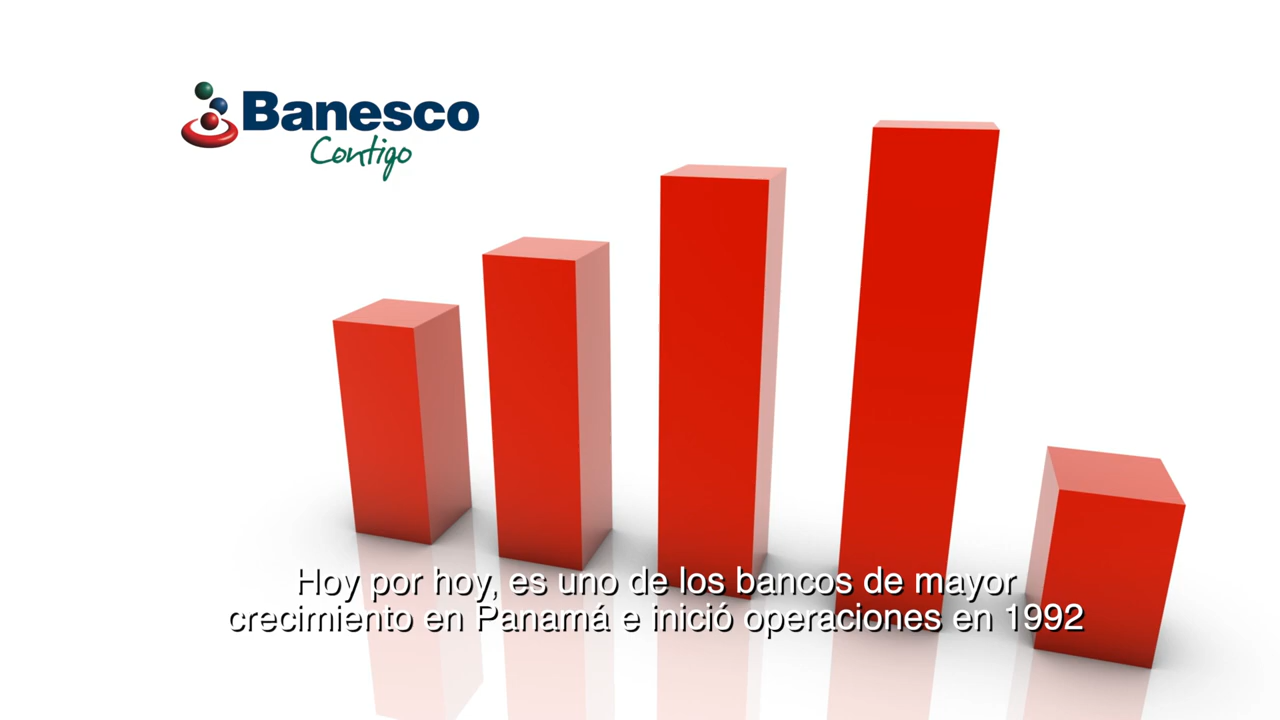 Banesco
Contigo
Hoy por hoy, es uno de los bancos de mayor
crecimiento en Panamá e inició operaciones en 1992